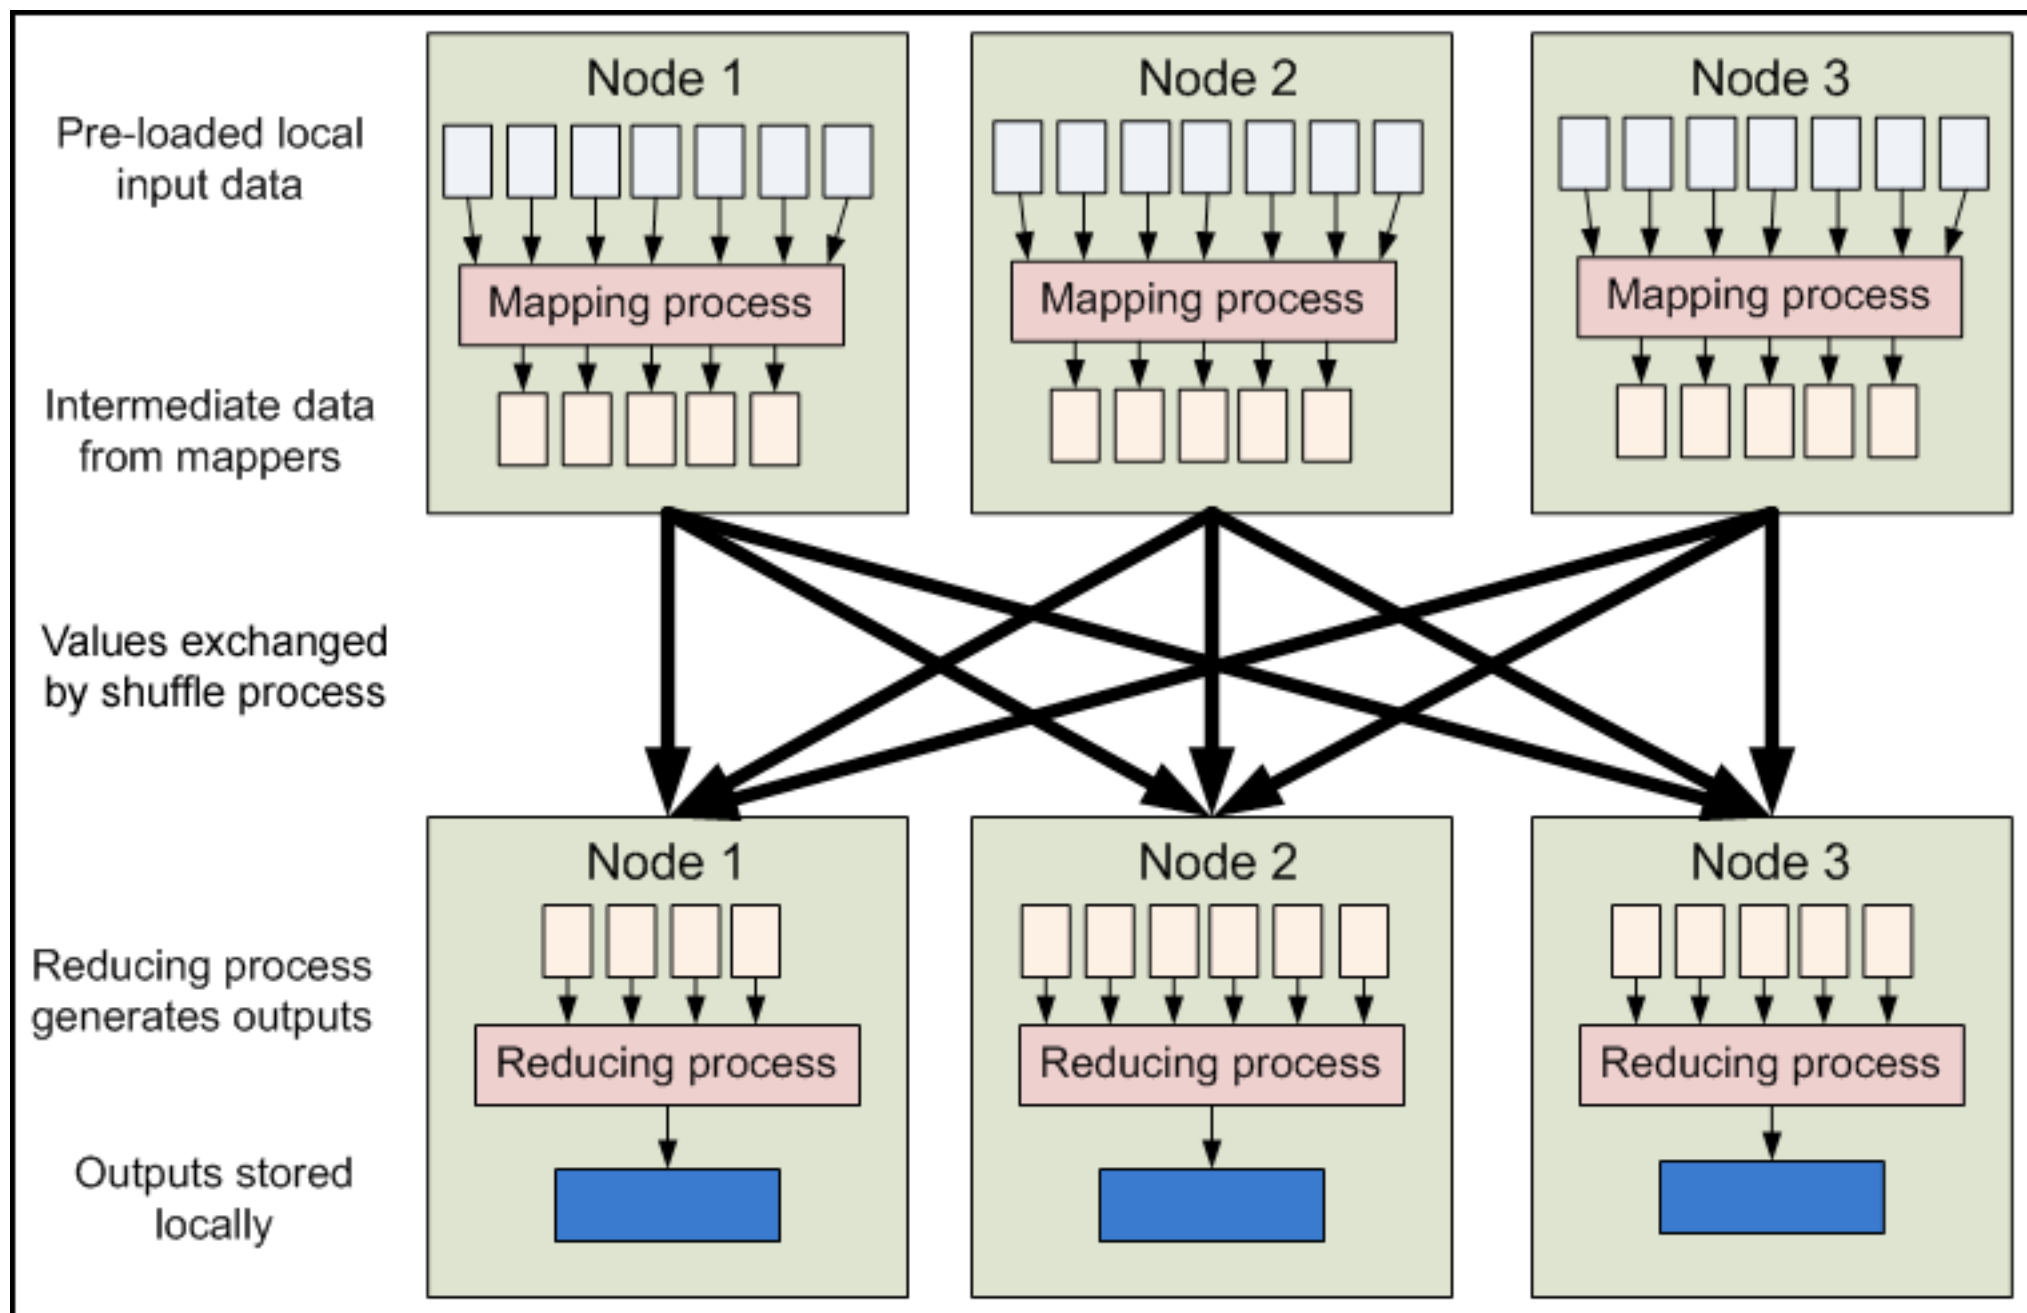 Node 1
Node 2
Node 3
Pre-loaded local
input data
Mapping process
Mapping process
Mapping process
Intermediate data
from mappers
Values exchanged
by shuffle process
Node 1
Node 2
Node 3
Reducing process
generates outputs
Reducing process
Reducing process
Reducing process
Outputs stored
locally